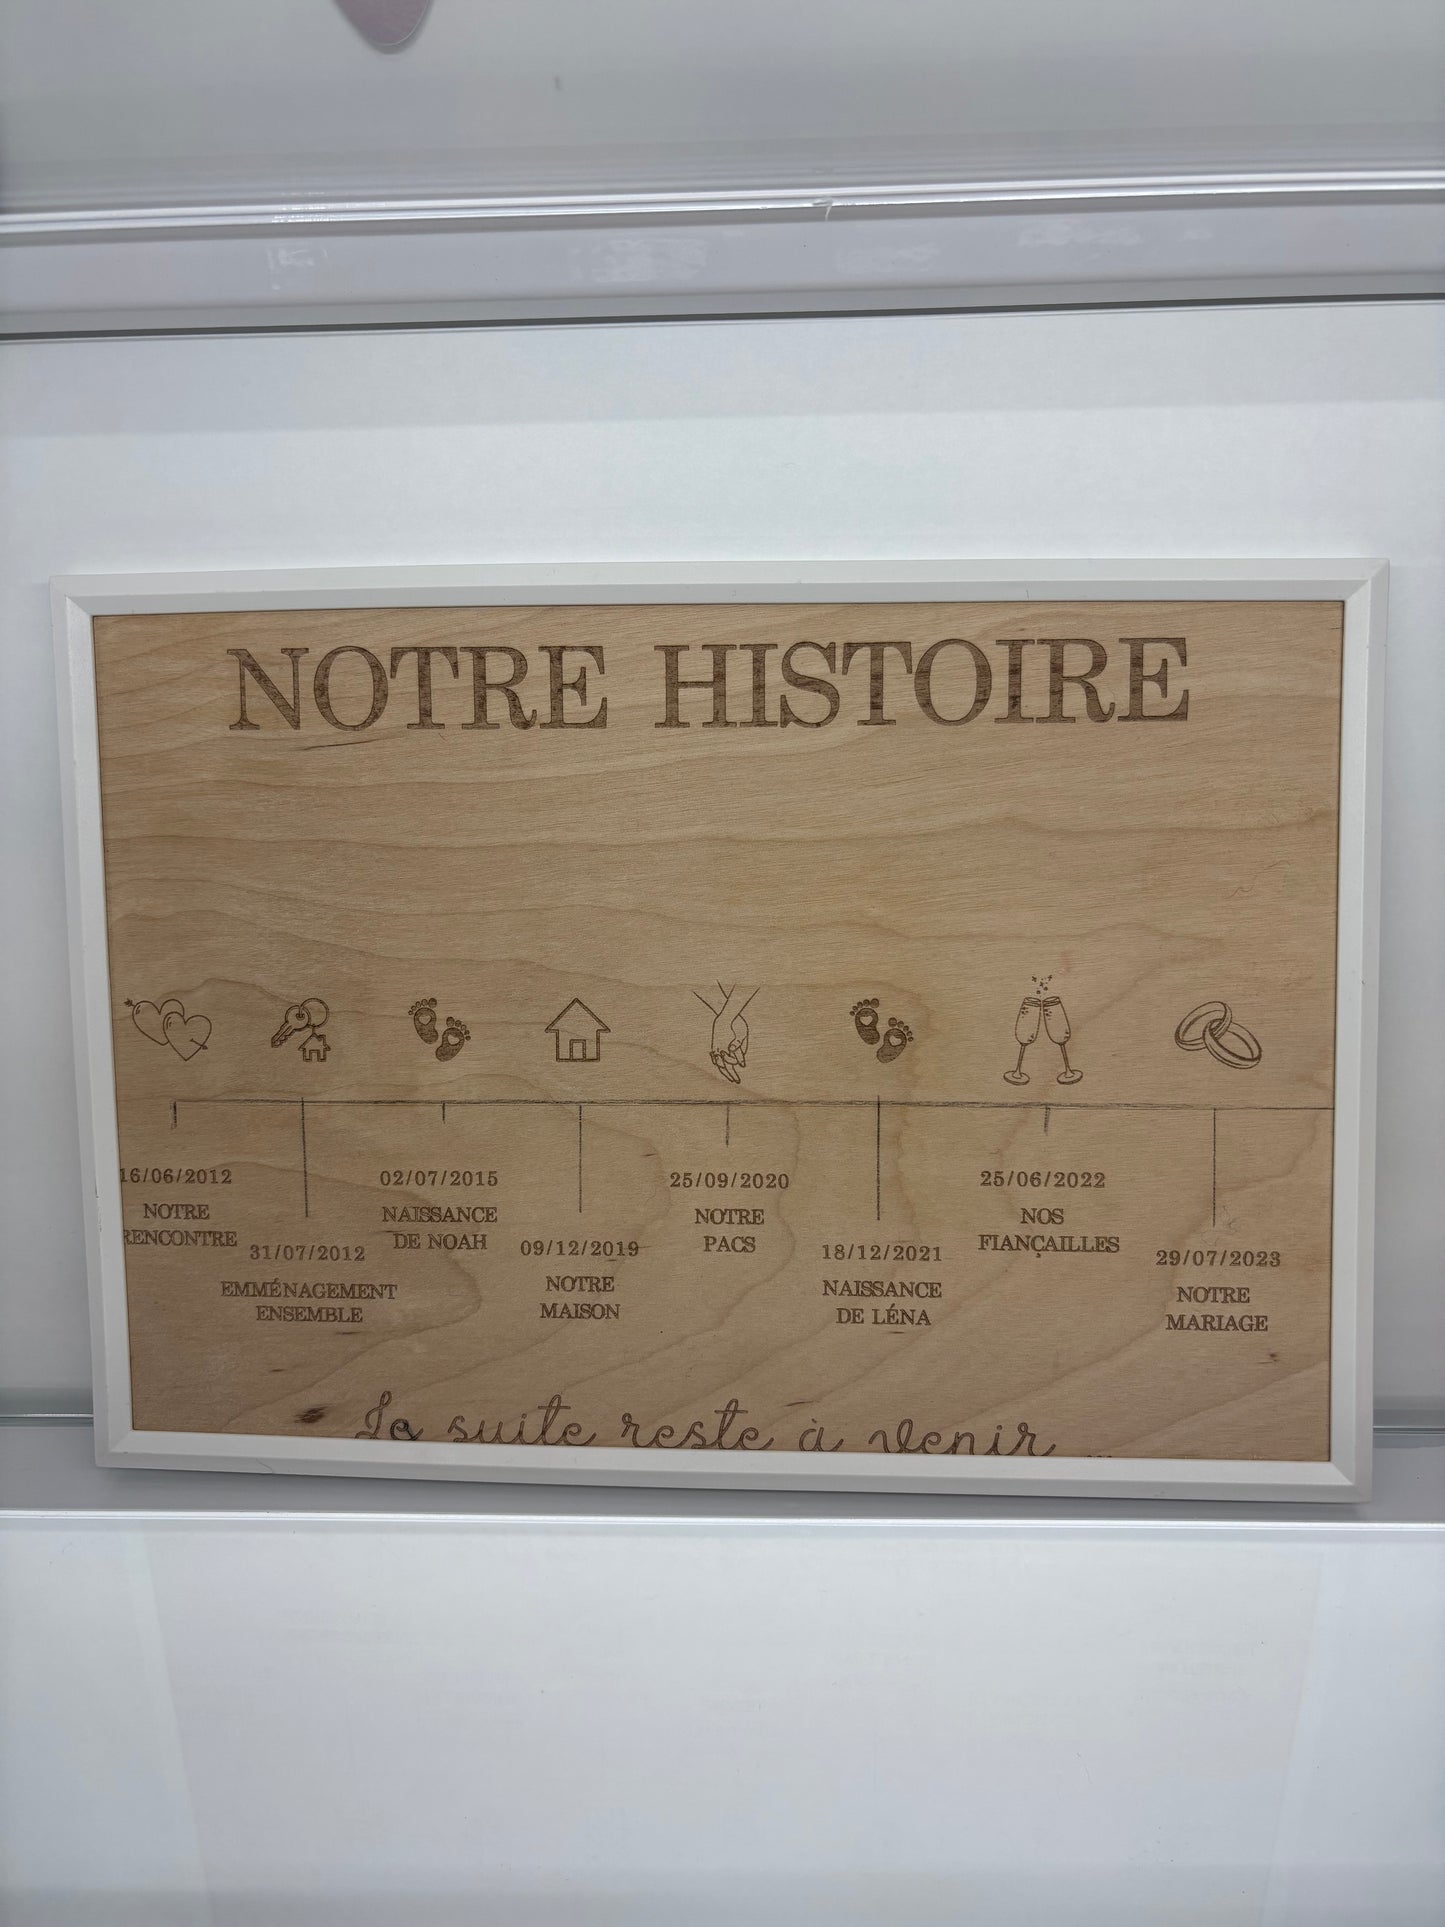 NOTRE HISTOIRE
16/06/2012
NOTRE
RENCONTRE
31/07/2012
EMMÉNAGEMENT
ENSEMBLE
02/07/2015
NAISSANCE
DE NOAH
09/12/2019
NOTRE
MAISON
25/09/2020
NOTRE
PACS
18/12/2021
NAISSANCE
DE LÉNA
25/06/2022
NOS
FIANÇAILLES
29/07/2023
NOTRE
MARIAGE
La suite reste à venir ...